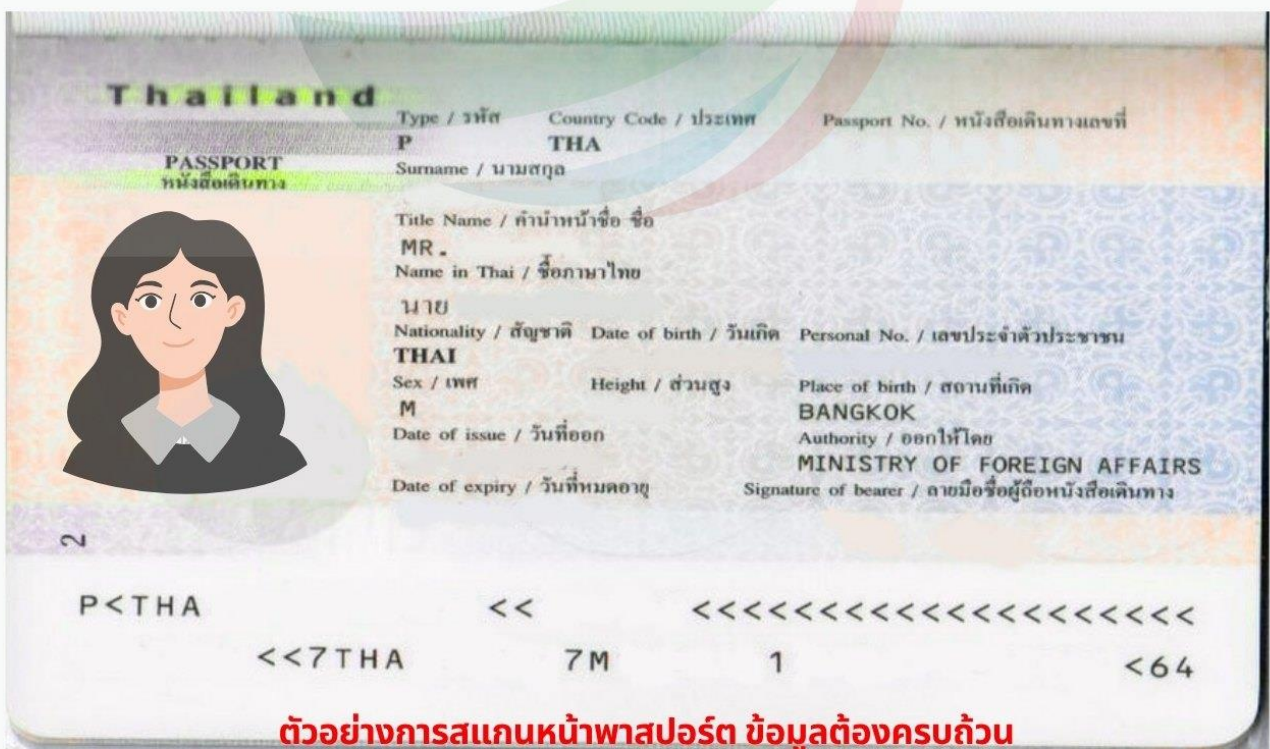 Thailand
Type / รหัส Country Code / ประเทศ Passport No. / หนังสือเดินทางเลขที่
P THA
PASSPORT
หนังสือเดินทาง
Surname / นามสกุล
Title Name / คำนำหน้าชื่อ ชื่อ
MR.
Name in Thai / ชื่อภาษาไทย
นาย
Nationality / สัญชาติ Date of birth / วันเกิด Personal No. / เลขประจำตัวประชาชน
THAI
Sex / เพศ Height / ส่วนสูง Place of birth / สถานที่เกิด
M BANGKOK
Date of issue / วันที่ออก Authority / ออกให้โดย
MINISTRY OF FOREIGN AFFAIRS
Date of expiry / วันที่หมดอายุ Signature of bearer / ลายมือชื่อผู้ถือหนังสือเดินทาง
2
P<THA << <<<<<<<<<<<<<<<<<<<<<
<<7THA 7M 1 <64
ตัวอย่างการสแกนหน้าพาสปอร์ต ข้อมูลต้องครบถ้วน